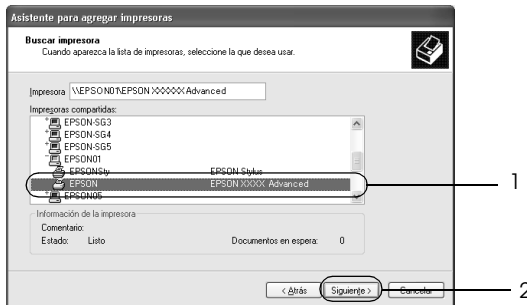 Asistente para agregar impresoras
Buscar impresora
Cuando aparezca la lista de impresoras, seleccione la que desea usar.
Impresora \\EPSON01\EPSON XXXXXX Advanced
Impresoras compartidas:
EPSON-SG3
EPSON-SG4
EPSON-SG5
EPSON01
EPSONSty EPSON Stylus
EPSON EPSON XXXX Advanced
EPSON05
1
Información de la impresora
Comentario:
Estado: Listo Documentos en espera: 0
< Atrás Siguiente > Cancelar
2